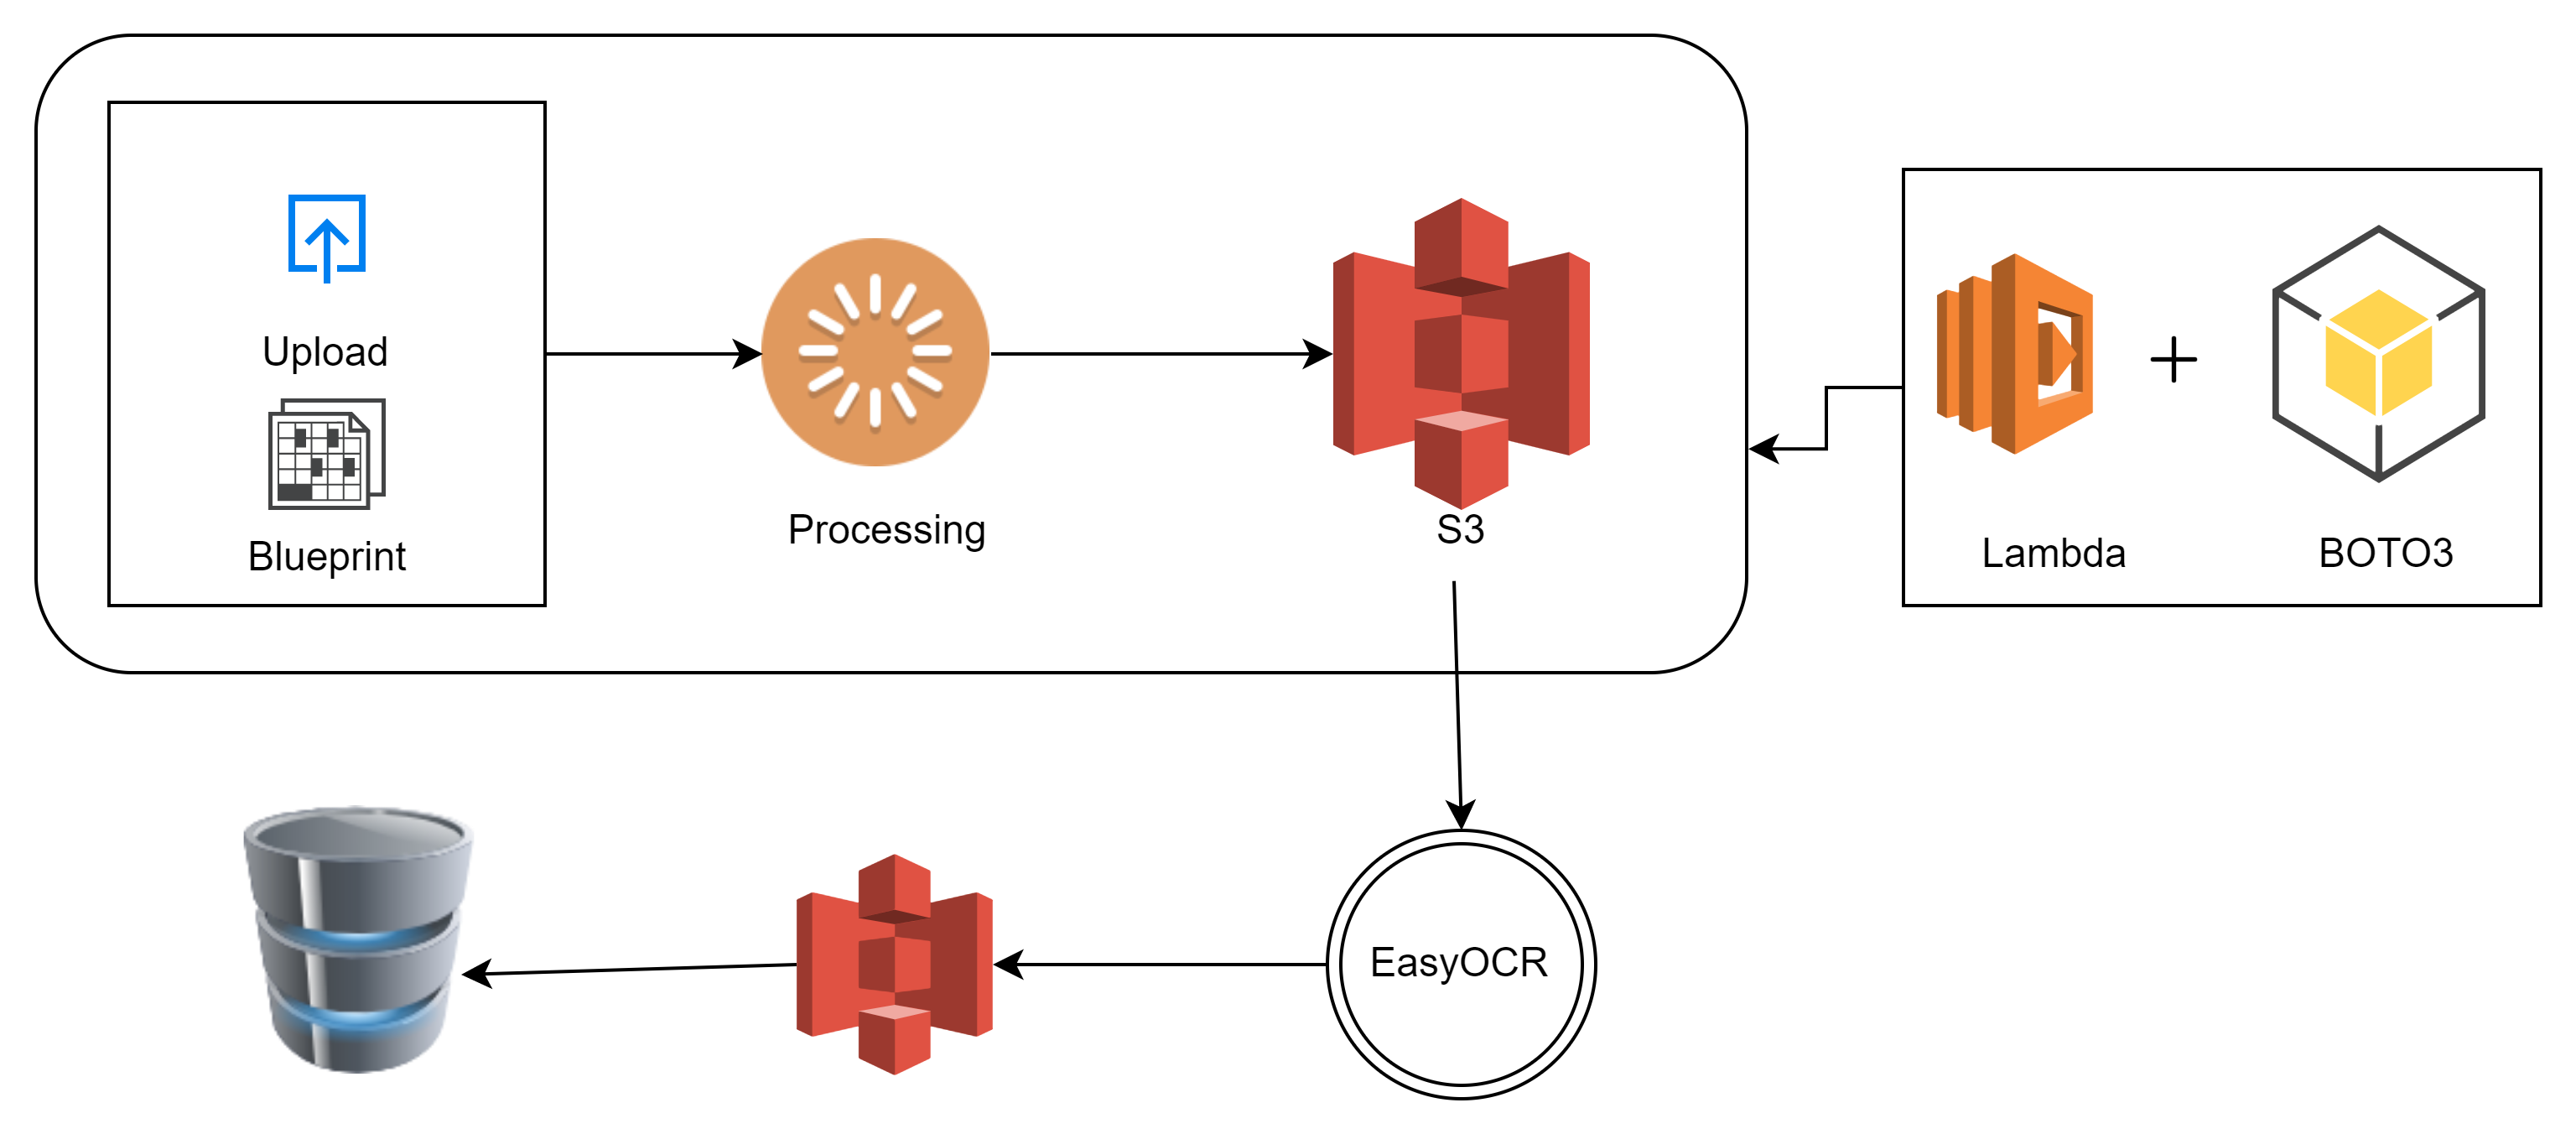 Upload
Blueprint
Processing
S3
Lambda
BOTO3
EasyOCR